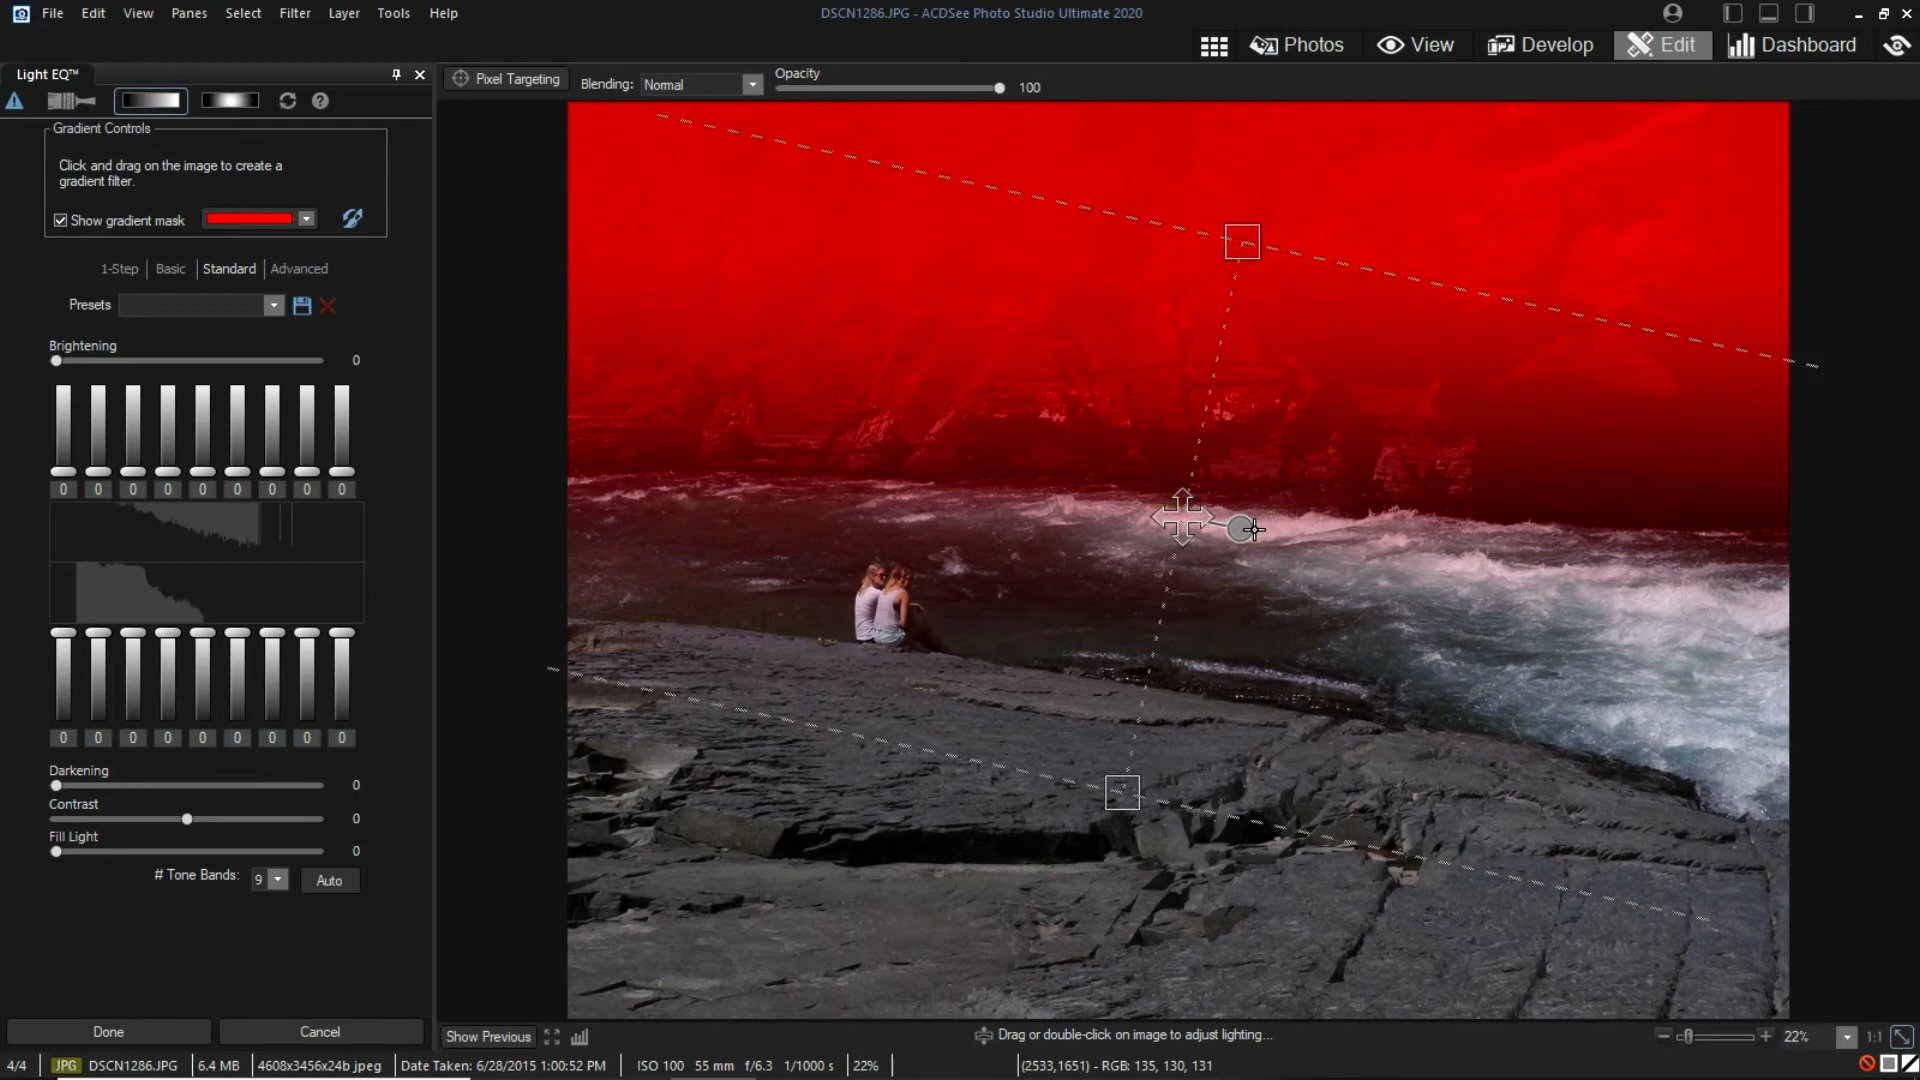 File Edit View Panes Select Filter Layer Tools Help
DSCN1286.JPG - ACDSee Photo Studio Ultimate 2020
Photos View Develop Edit Dashboard
Light EQ™
Pixel Targeting Blending: Normal Opacity 100
Gradient Controls
Click and drag on the image to create a
gradient filter.
Show gradient mask
1-Step Basic Standard Advanced
Presets
Brightening 0
0 0 0 0 0 0 0 0 0
0 0 0 0 0 0 0 0 0
Darkening 0
Contrast 0
Fill Light 0
# Tone Bands: 9 Auto
Done Cancel
Show Previous
Drag or double-click on image to adjust lighting...
22% 1:1
4/4 JPG DSCN1286.JPG 6.4 MB 4608x3456x24b jpeg Date Taken: 6/28/2015 1:00:52 PM ISO 100 55 mm f/6.3 1/1000 s 22% (2533,1651) - RGB: 135, 130, 131